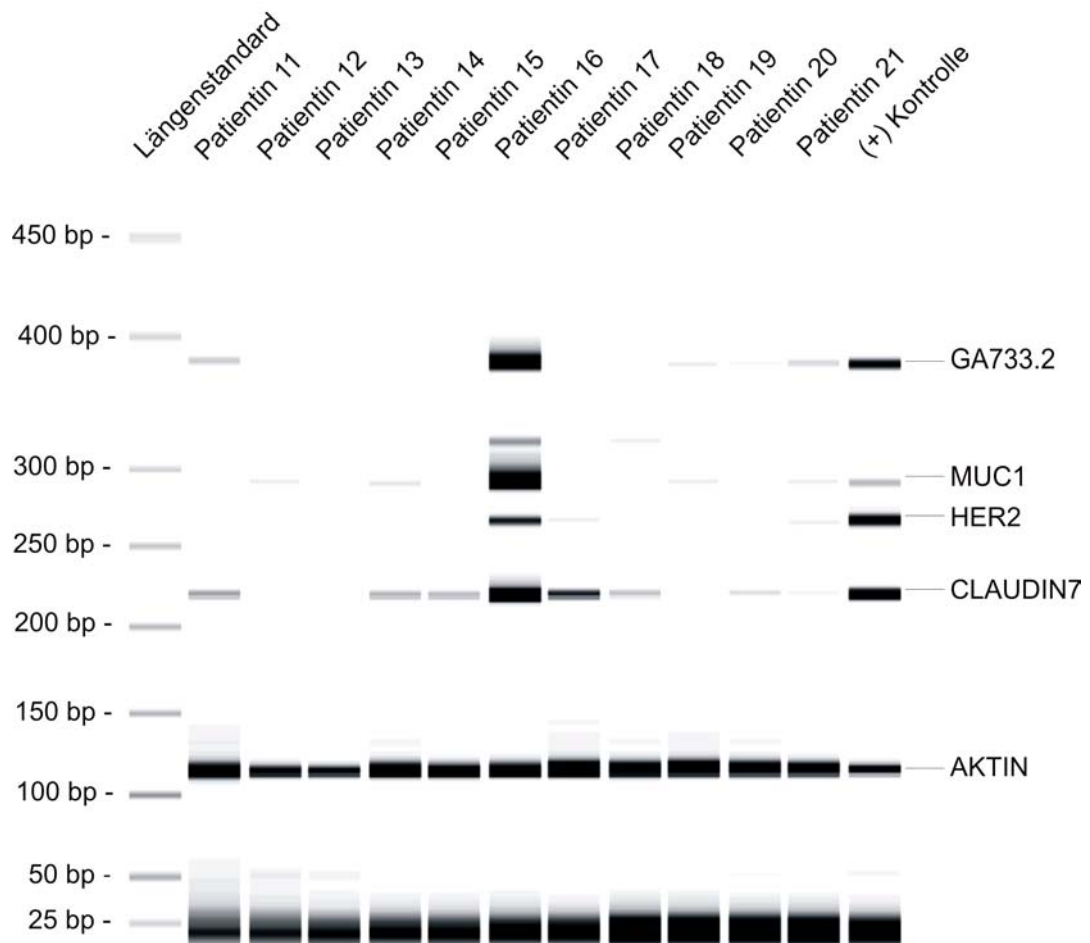 Längenstandard
Patientin 11
Patientin 12
Patientin 13
Patientin 14
Patientin 15
Patientin 16
Patientin 17
Patientin 18
Patientin 19
Patientin 20
Patientin 21
(+) Kontrolle
450 bp -
400 bp -
GA733.2
300 bp -
MUC1
HER2
250 bp -
CLAUDIN7
200 bp -
150 bp -
AKTIN
100 bp -
50 bp -
25 bp -